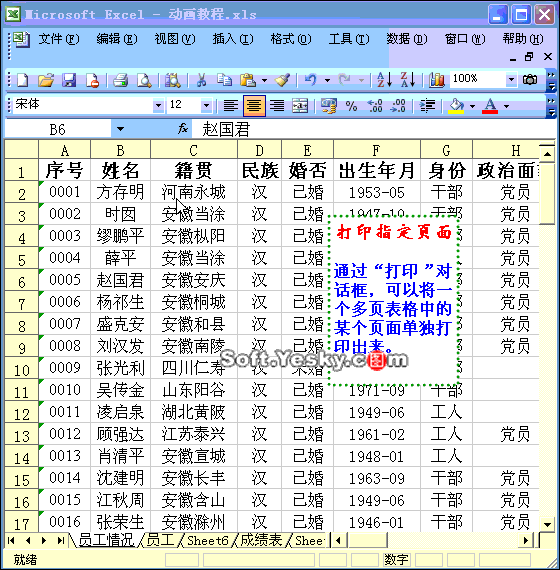 Microsoft Excel - 动画教程.xls
文件(F) 编辑(E) 视图(V) 插入(I) 格式(O) 工具(T) 数据(D) 窗口(W) 帮助(H)
100%
宋体 12
B6 fx 赵国君
A B C D E F G H
1 序号 姓名 籍贯 民族 婚否 出生年月 身份 政治面
2 0001 方存明 河南永城 汉 已婚 1953-05 干部 党员
3 0002 时囡 安徽当涂 汉 已婚 1947-10 党员
4 0003 缪鹏平 安徽枞阳 汉 已婚 党员
5 0004 薛平 安徽当涂 汉 已婚 党员
6 0005 赵国君 安徽安庆 汉 已婚 党员
7 0006 杨祁生 安徽桐城 汉 已婚 党员
8 0007 盛克安 安徽和县 汉 已婚 党员
9 0008 刘汉发 安徽南陵 汉 已婚 党员
10 0009 张光利 四川仁寿 汉 未婚
11 0010 吴传金 山东阳谷 汉 已婚 1971-09 干部
12 0011 凌启泉 湖北黄陂 汉 已婚 1949-06 工人
13 0012 顾强达 江苏泰兴 汉 已婚 1961-02 工人 党员
14 0013 肖清平 安徽宣城 汉 已婚 1948-01 工人
15 0014 沈建明 安徽长丰 汉 已婚 1963-09 干部 党员
16 0015 江秋周 安徽含山 汉 已婚 1949-06 工人 党员
17 0016 张荣生 安徽滁州 汉 已婚 1946-01 干部 党员
打印指定页面
通过“打印”对
话框，可以将一
个多页表格中的
某个页面单独打
印出来。
Soft.Yesky.c图m
员工情况 员工 Sheet6 成绩表 Shee
就绪 数字